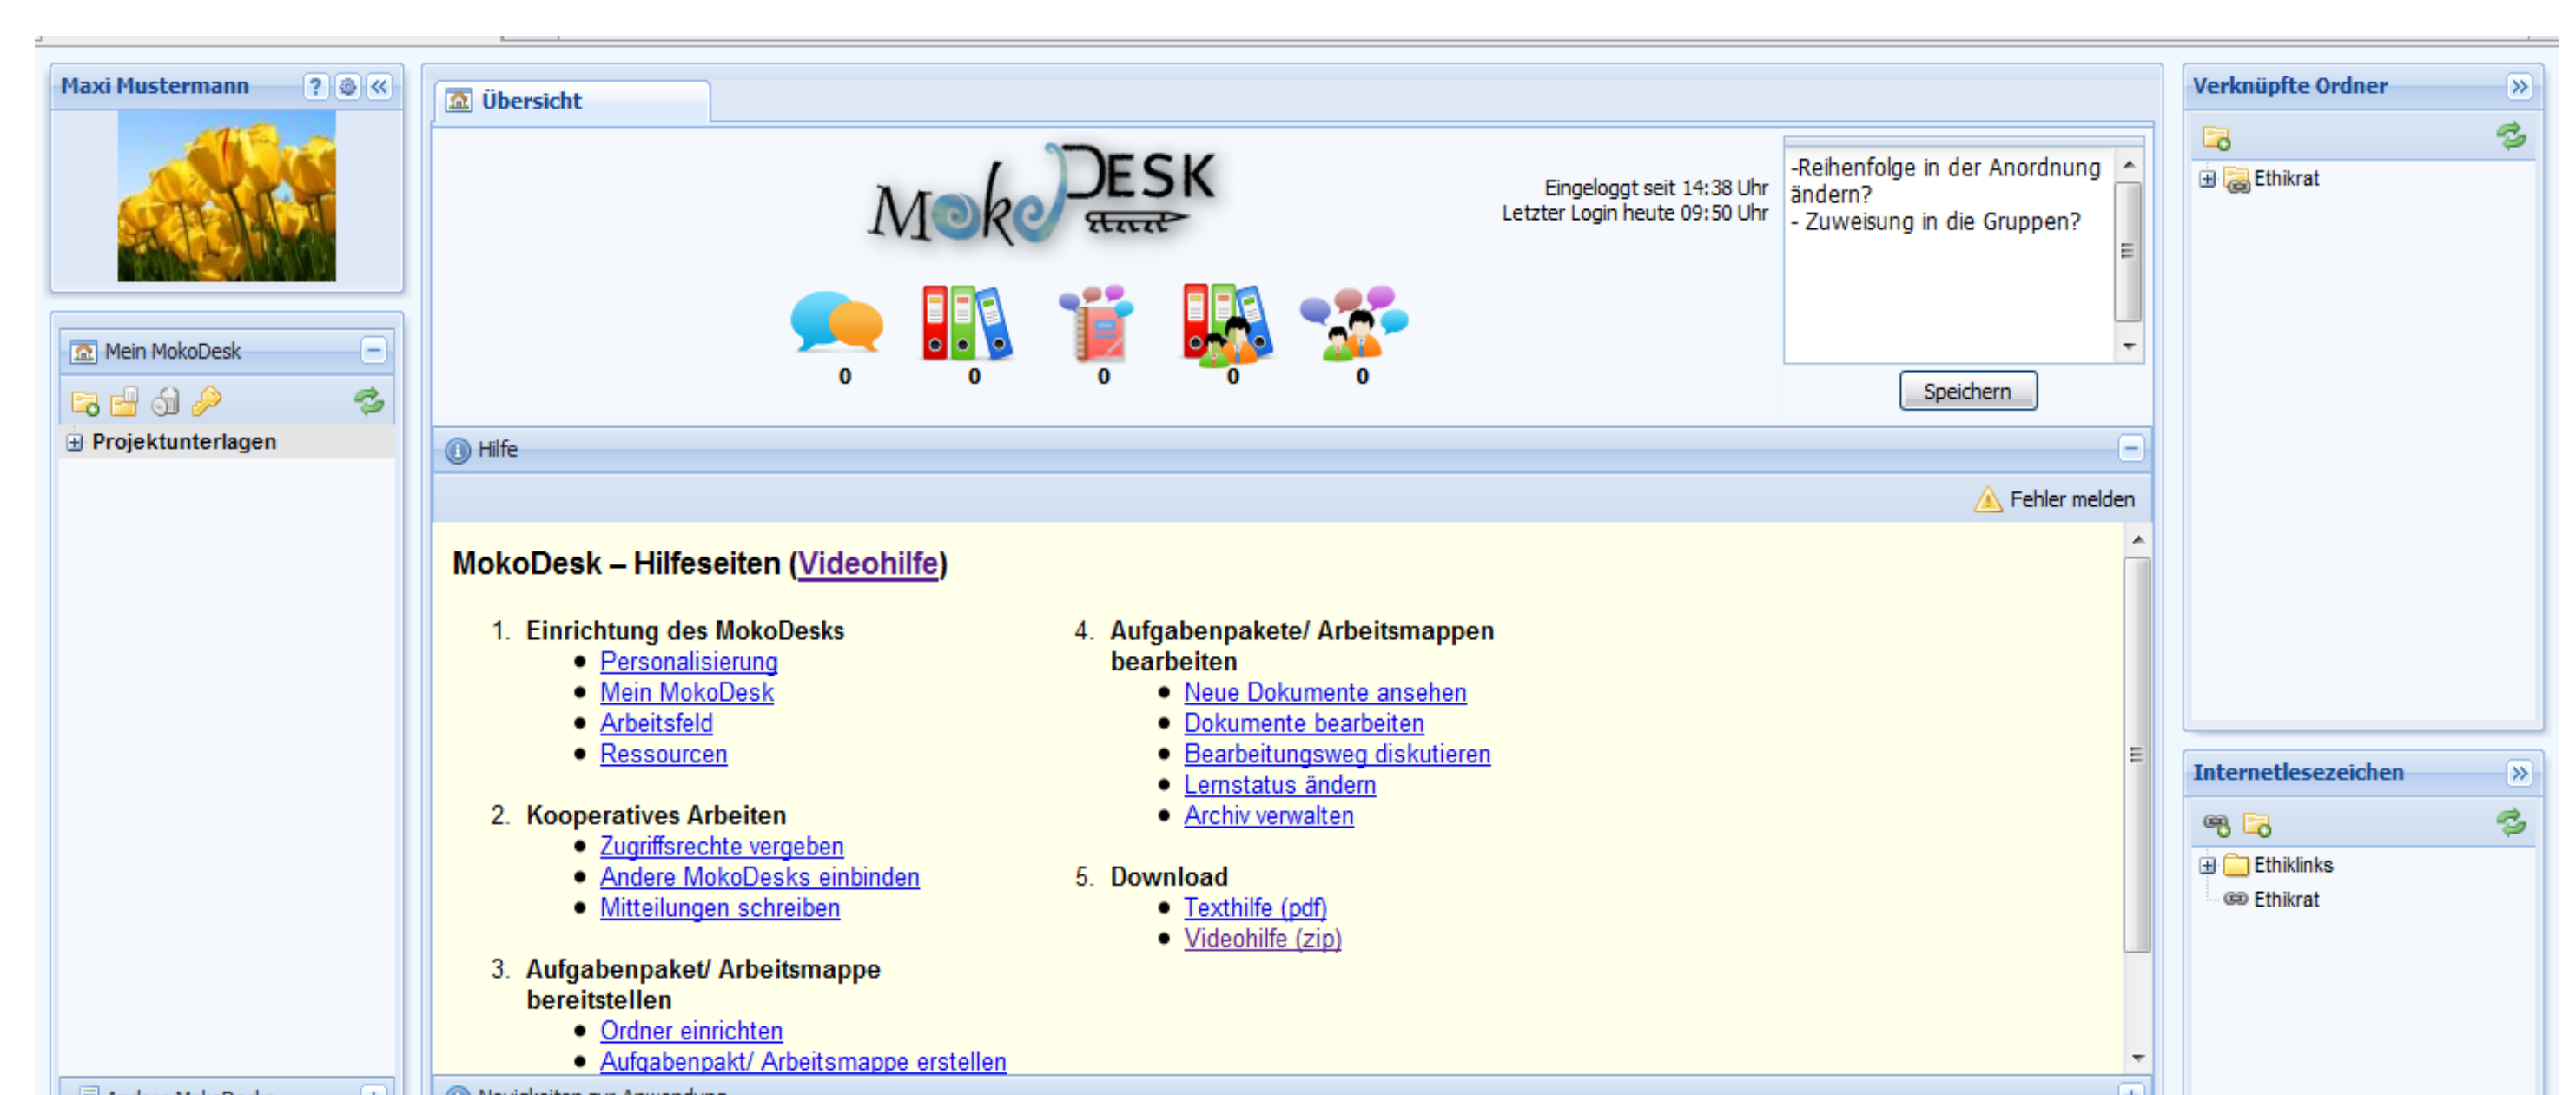 Maxi Mustermann
Mein MokoDesk
Projektunterlagen
Übersicht
MokoDESK
Eingeloggt seit 14:38 Uhr
Letzter Login heute 09:50 Uhr
-Reihenfolge in der Anordnung
ändern?
- Zuweisung in die Gruppen?
Speichern
0 0 0 0 0
Hilfe
Fehler melden
MokoDesk – Hilfeseiten (Videohilfe)
1. Einrichtung des MokoDesks
• Personalisierung
• Mein MokoDesk
• Arbeitsfeld
• Ressourcen
2. Kooperatives Arbeiten
• Zugriffsrechte vergeben
• Andere MokoDesks einbinden
• Mitteilungen schreiben
3. Aufgabenpaket/ Arbeitsmappe
bereitstellen
• Ordner einrichten
• Aufgabenpakt/ Arbeitsmappe erstellen
4. Aufgabenpakete/ Arbeitsmappen
bearbeiten
• Neue Dokumente ansehen
• Dokumente bearbeiten
• Bearbeitungsweg diskutieren
• Lernstatus ändern
• Archiv verwalten
5. Download
• Texthilfe (pdf)
• Videohilfe (zip)
Verknüpfte Ordner
Ethikrat
Internetlesezeichen
Ethiklinks
Ethikrat